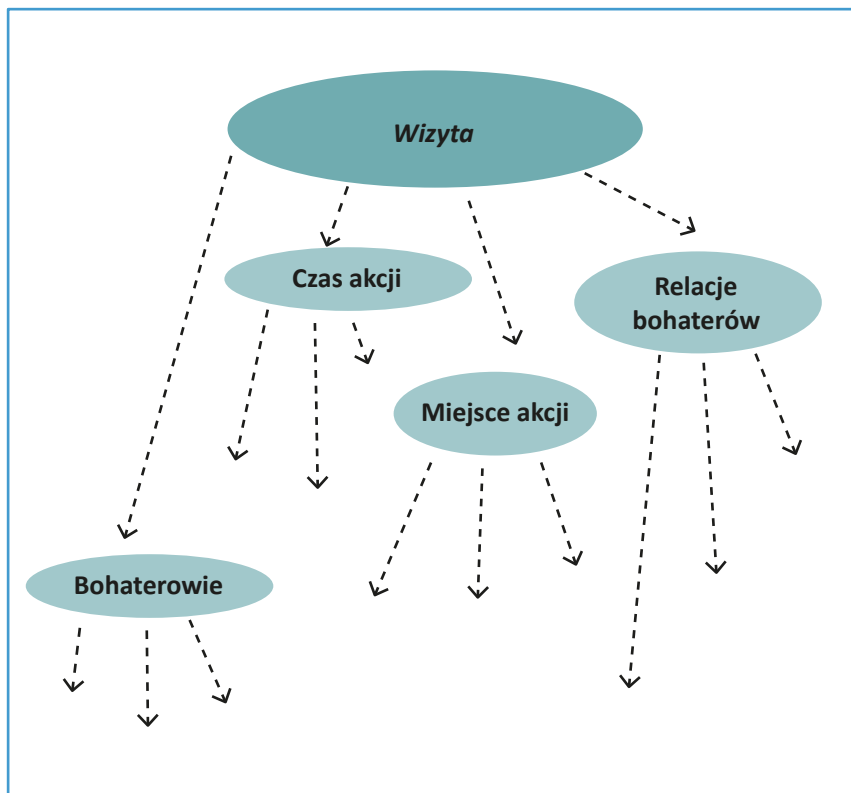 Wizyta
Czas akcji
Relacje
bohaterów
Miejsce akcji
Bohaterowie